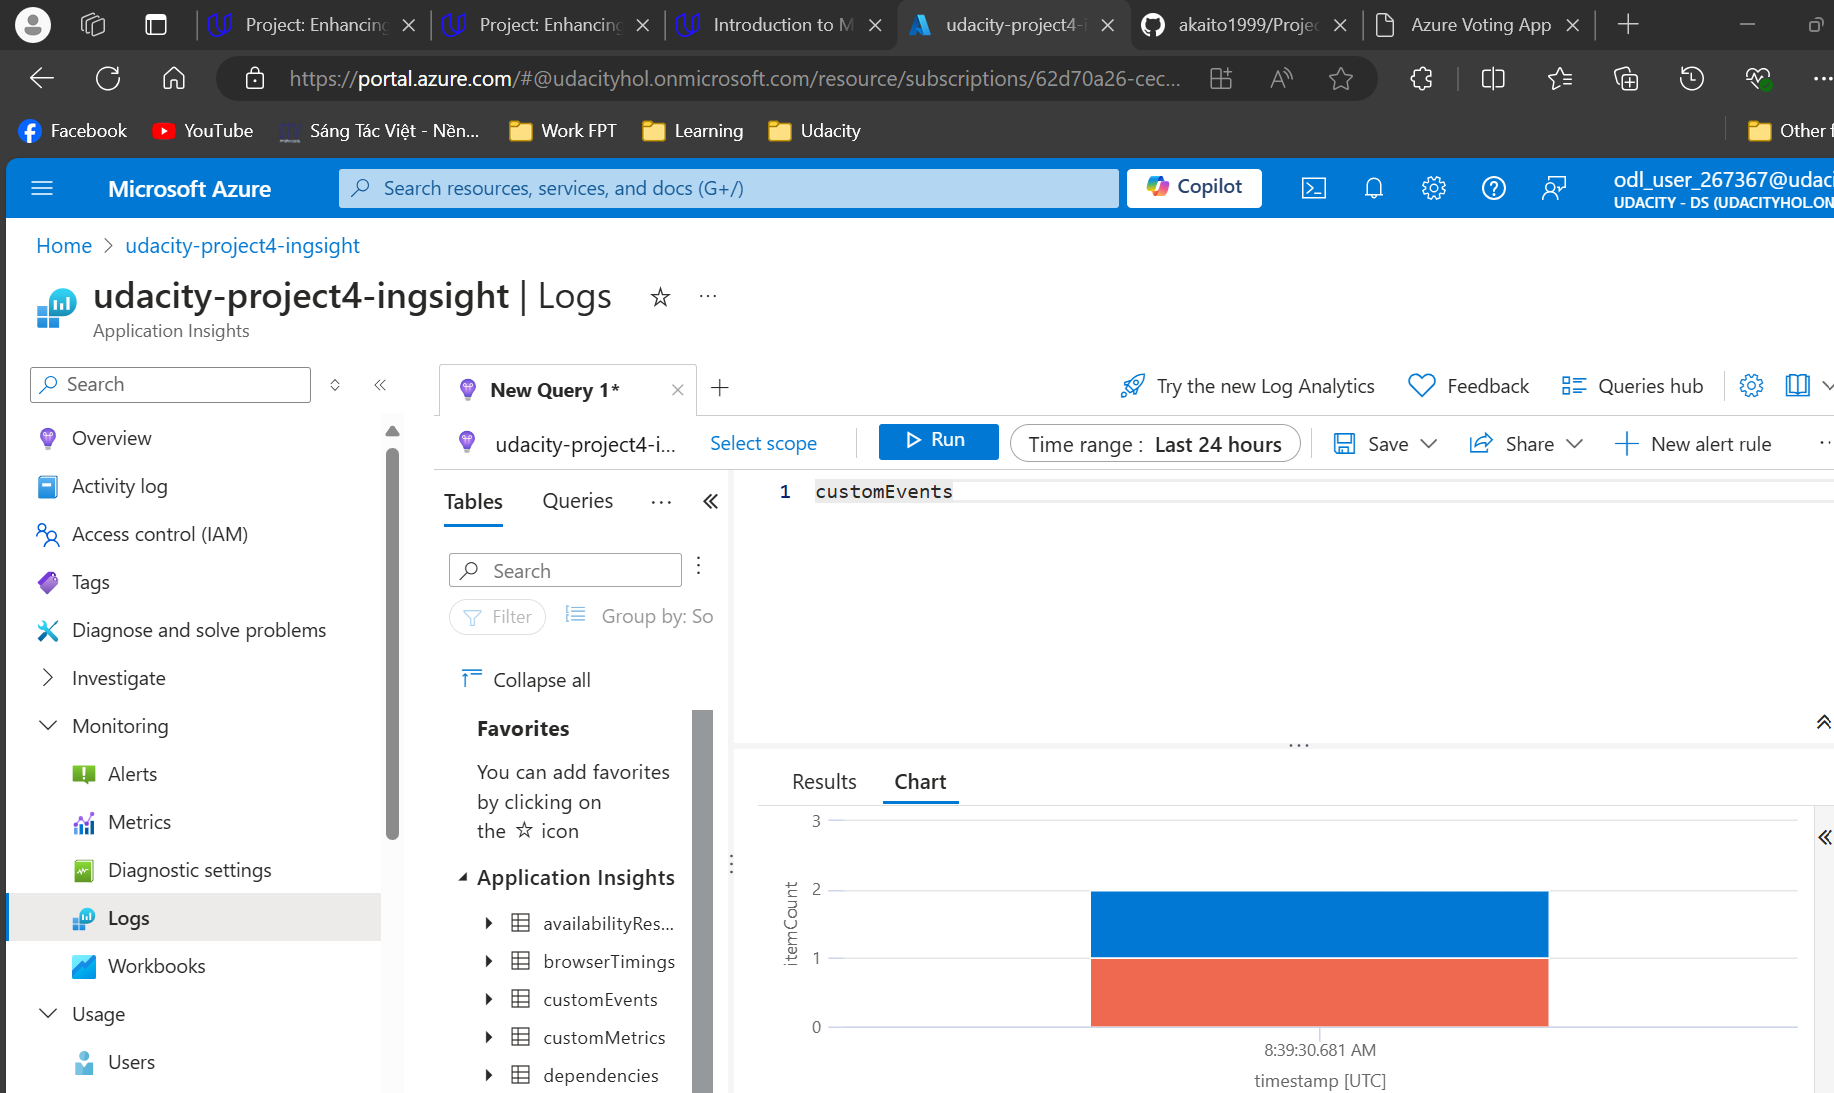 Project: Enhancing
Project: Enhancing
Introduction to M
udacity-project4-i
akaito1999/Projec
Azure Voting App
https://portal.azure.com/#@udacityhol.onmicrosoft.com/resource/subscriptions/62d70a26-cec...
Facebook
YouTube
Sáng Tác Việt - Nền...
Work FPT
Learning
Udacity
Other f
Microsoft Azure
Search resources, services, and docs (G+/)
Copilot
odl_user_267367@udaci
UDACITY - DS (UDACITYHOL.ON
Home > udacity-project4-ingsight
udacity-project4-ingsight | Logs
Application Insights
Search
Overview
Activity log
Access control (IAM)
Tags
Diagnose and solve problems
Investigate
Monitoring
Alerts
Metrics
Diagnostic settings
Logs
Workbooks
Usage
Users
New Query 1*
Try the new Log Analytics
Feedback
Queries hub
udacity-project4-i...
Select scope
Run
Time range : Last 24 hours
Save
Share
New alert rule
Tables
Queries
Search
Filter
Group by: So
Collapse all
Favorites
You can add favorites
by clicking on
the ☆ icon
Application Insights
availabilityRes...
browserTimings
customEvents
customMetrics
dependencies
1 customEvents
Results
Chart
itemCount
3
2
1
0
8:39:30.681 AM
timestamp [UTC]